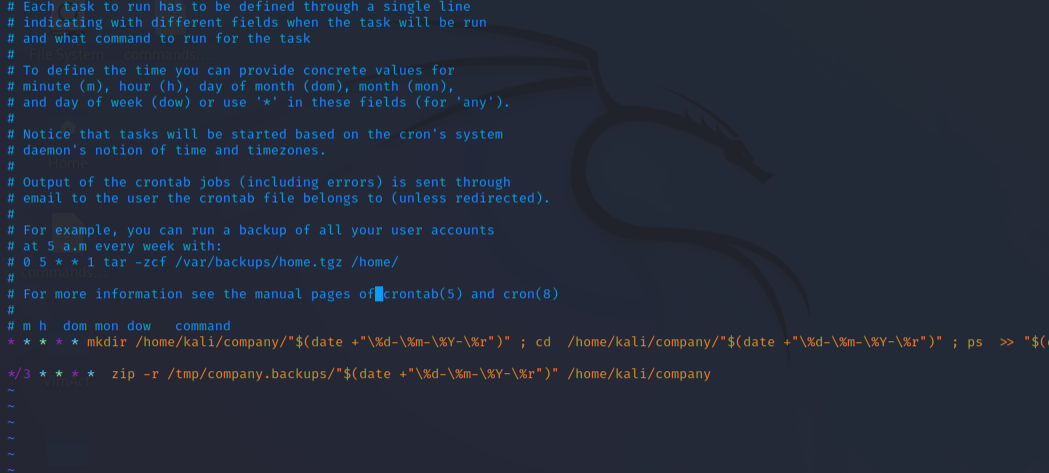 # Each task to run has to be defined through a single line
# indicating with different fields when the task will be run
# and what command to run for the task
#
# To define the time you can provide concrete values for
# minute (m), hour (h), day of month (dom), month (mon),
# and day of week (dow) or use '*' in these fields (for 'any').
#
# Notice that tasks will be started based on the cron's system
# daemon's notion of time and timezones.
#
# Output of the crontab jobs (including errors) is sent through
# email to the user the crontab file belongs to (unless redirected).
#
# For example, you can run a backup of all your user accounts
# at 5 a.m every week with:
# 0 5 * * 1 tar -zcf /var/backups/home.tgz /home/
#
# For more information see the manual pages of crontab(5) and cron(8)
#
# m h  dom mon dow   command
* * * * * mkdir /home/kali/company/"$(date +"\%d-\%m-\%Y-\%r")" ; cd  /home/kali/company/"$(date +"\%d-\%m-\%Y-\%r")" ; ps  >> "$(
*/3 * * * *  zip -r /tmp/company.backups/"$(date +"\%d-\%m-\%Y-\%r")" /home/kali/company
~
~
~
~
~
~